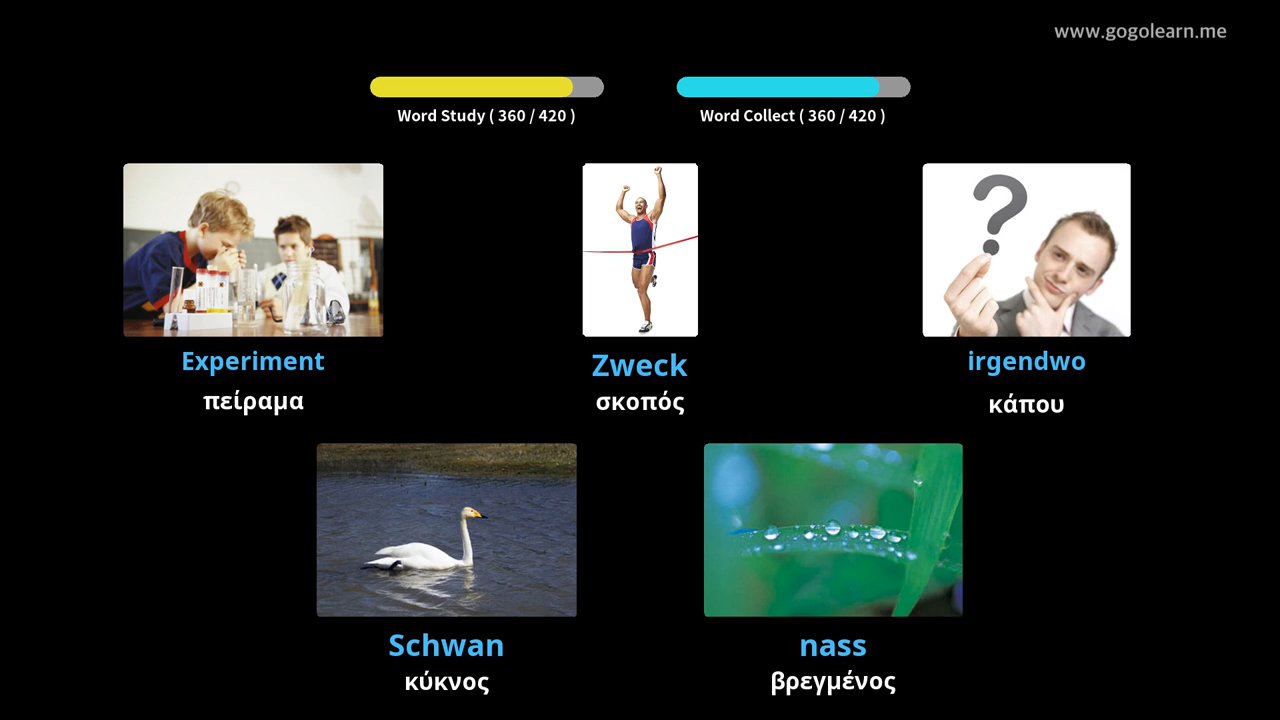 www.gogolearn.me
Word Study ( 360 / 420 )
Word Collect ( 360 / 420 )
Experiment
πείραμα
Zweck
σκοπός
irgendwo
κάπου
Schwan
κύκνος
nass
βρεγμένος